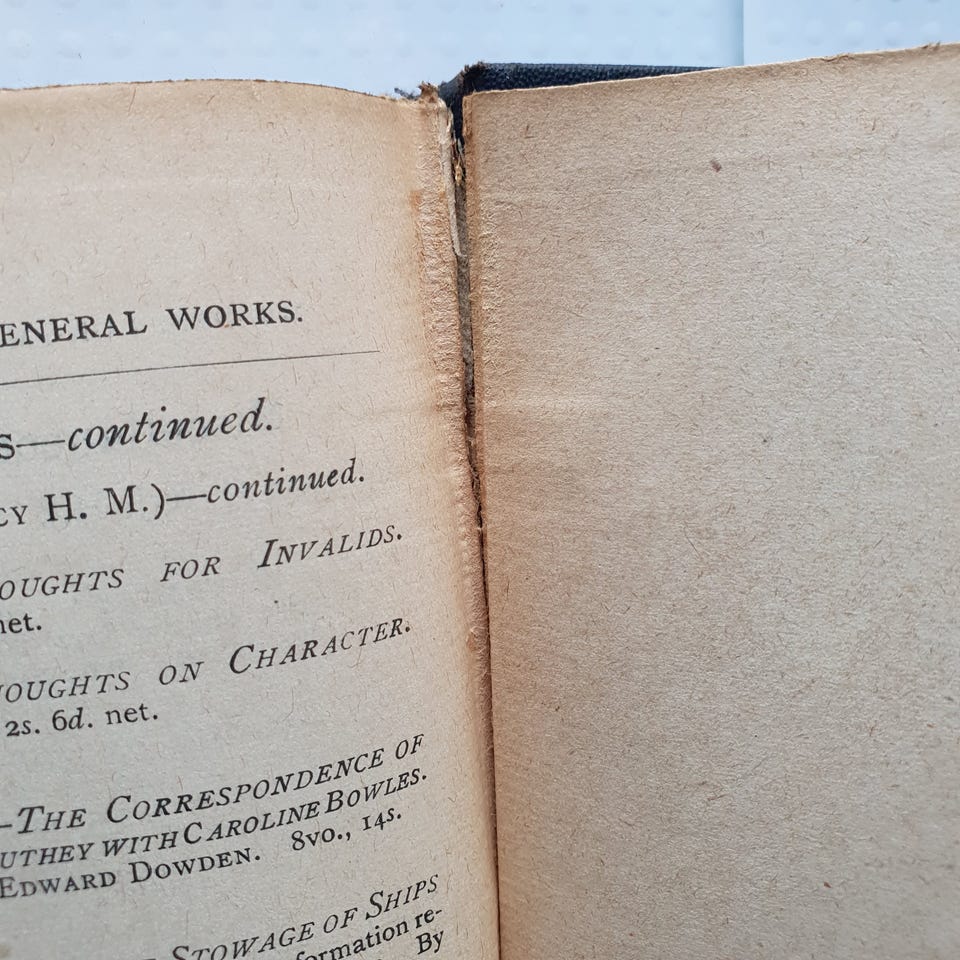 ENERAL WORKS.
S—continued.
CY H. M.)—continued.
OUGHTS FOR INVALIDS.
net.
HOUGHTS ON CHARACTER.
2s. 6d. net.
—THE CORRESPONDENCE OF
UTHEY WITH CAROLINE BOWLES.
EDWARD DOWDEN. 8vo., 14s.
STOWAGE OF SHIPS
formation re-
By